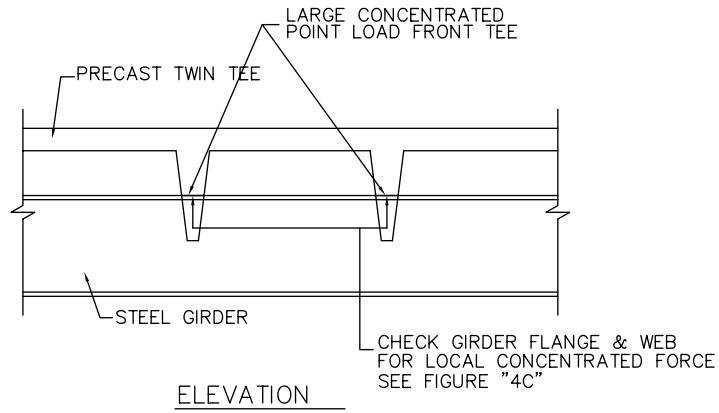 LARGE CONCENTRATED
POINT LOAD FRONT TEE
PRECAST TWIN TEE
STEEL GIRDER
CHECK GIRDER FLANGE & WEB
FOR LOCAL CONCENTRATED FORCE
SEE FIGURE "4C"
ELEVATION